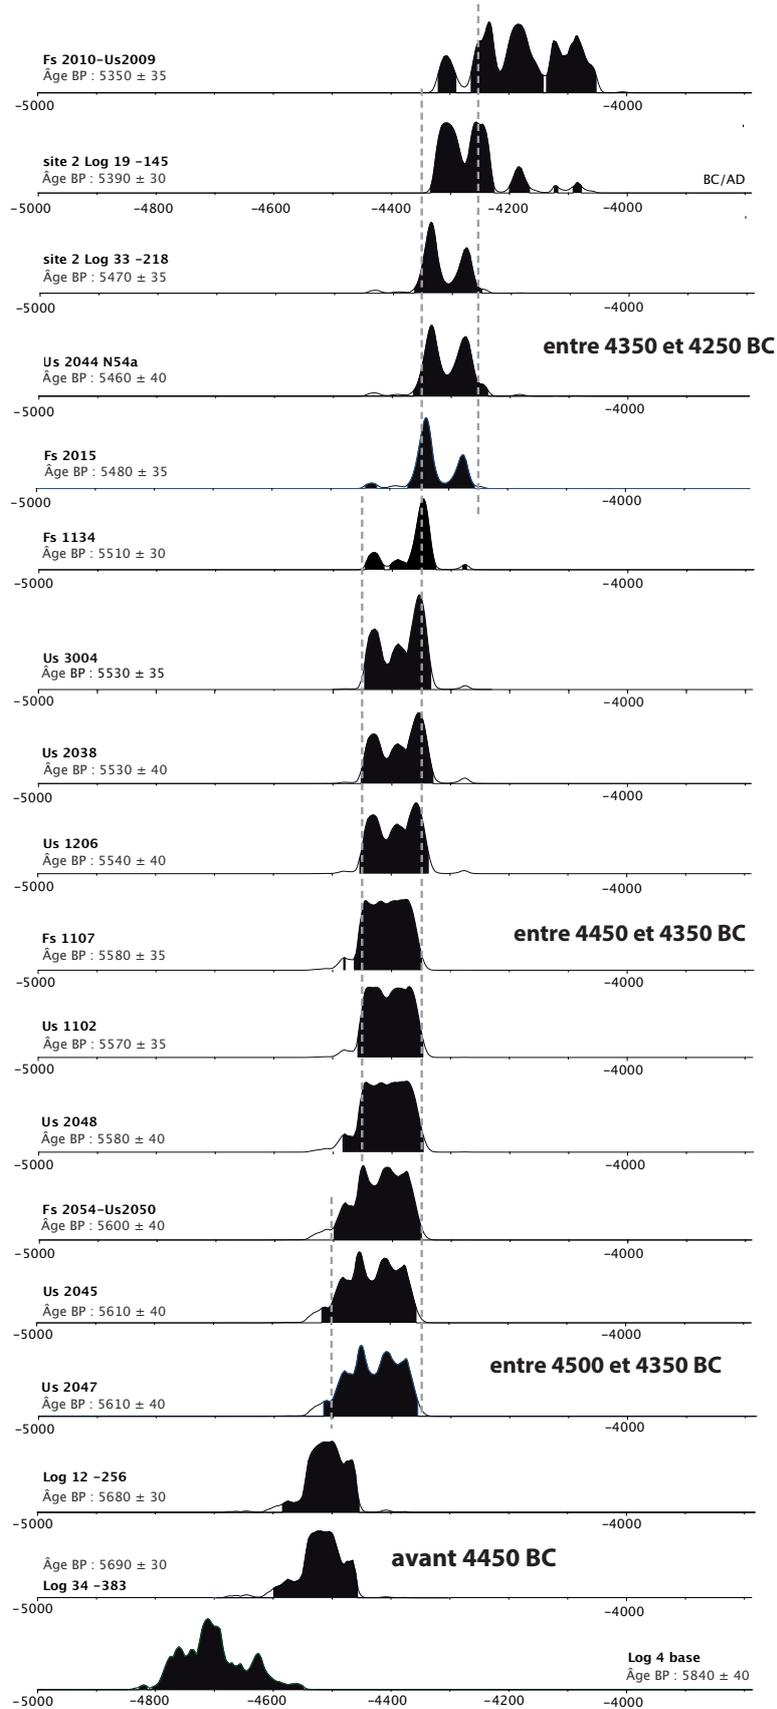 Fs 2010-Us2009
Âge BP : 5350 ± 35
-5000 -4000
site 2 Log 19 -145
Âge BP : 5390 ± 30
BC/AD
-5000 -4800 -4600 -4400 -4200 -4000
site 2 Log 33 -218
Âge BP : 5470 ± 35
-5000 -4000
entre 4350 et 4250 BC
Us 2044 N54a
Âge BP : 5460 ± 40
-5000 -4000
Fs 2015
Âge BP : 5480 ± 35
-5000 -4000
Fs 1134
Âge BP : 5510 ± 30
-5000 -4000
Us 3004
Âge BP : 5530 ± 35
-5000 -4000
Us 2038
Âge BP : 5530 ± 40
-5000 -4000
Us 1206
Âge BP : 5540 ± 40
-5000 -4000
Fs 1107
entre 4450 et 4350 BC
Âge BP : 5580 ± 35
-5000 -4000
Us 1102
Âge BP : 5570 ± 35
-5000 -4000
Us 2048
Âge BP : 5580 ± 40
-5000 -4000
Fs 2054-Us2050
Âge BP : 5600 ± 40
-5000 -4000
Us 2045
Âge BP : 5610 ± 40
-5000 -4000
entre 4500 et 4350 BC
Us 2047
Âge BP : 5610 ± 40
-5000 -4000
Log 12 -256
Âge BP : 5680 ± 30
-5000 -4000
avant 4450 BC
Âge BP : 5690 ± 30
Log 34 -383
-5000 -4000
Log 4 base
Âge BP : 5840 ± 40
-5000 -4800 -4600 -4400 -4200 -4000